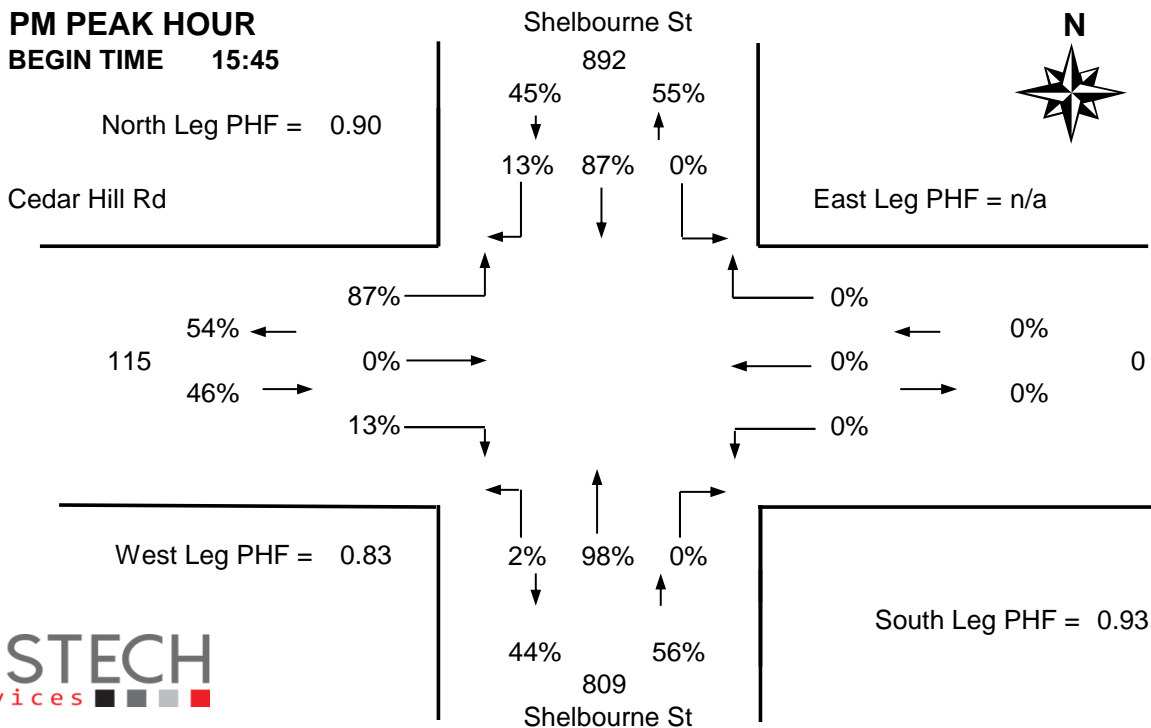 PM PEAK HOUR
BEGIN TIME 15:45
Shelbourne St
892
N
45% 55%
North Leg PHF = 0.90
13% 87% 0%
Cedar Hill Rd
East Leg PHF = n/a
87% 0%
54% 0%
115 0% 0% 0
46% 0%
13% 0%
West Leg PHF = 0.83
2% 98% 0%
South Leg PHF = 0.93
44% 56%
809
Shelbourne St
STECH
vices